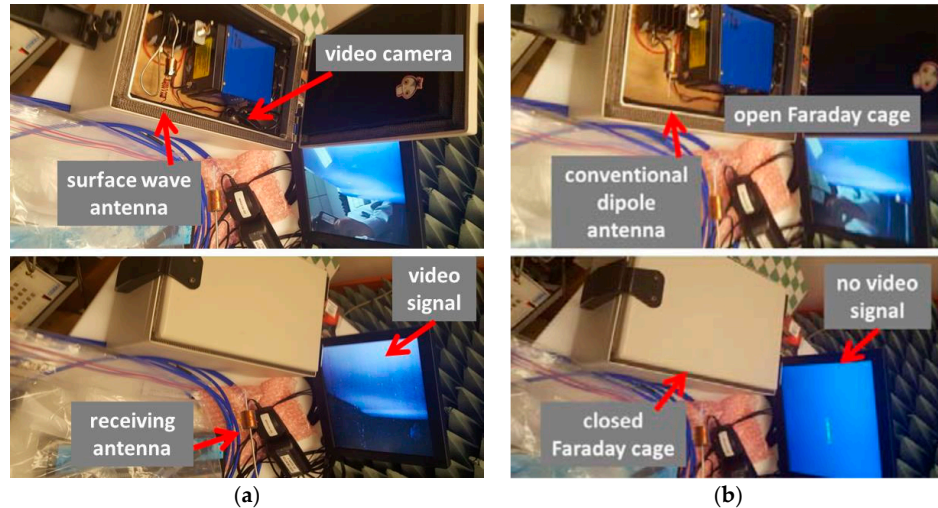 video camera
surface wave
antenna
open Faraday cage
conventional
dipole
antenna
video
signal
receiving
antenna
no video
signal
closed
Faraday cage
(a)
(b)